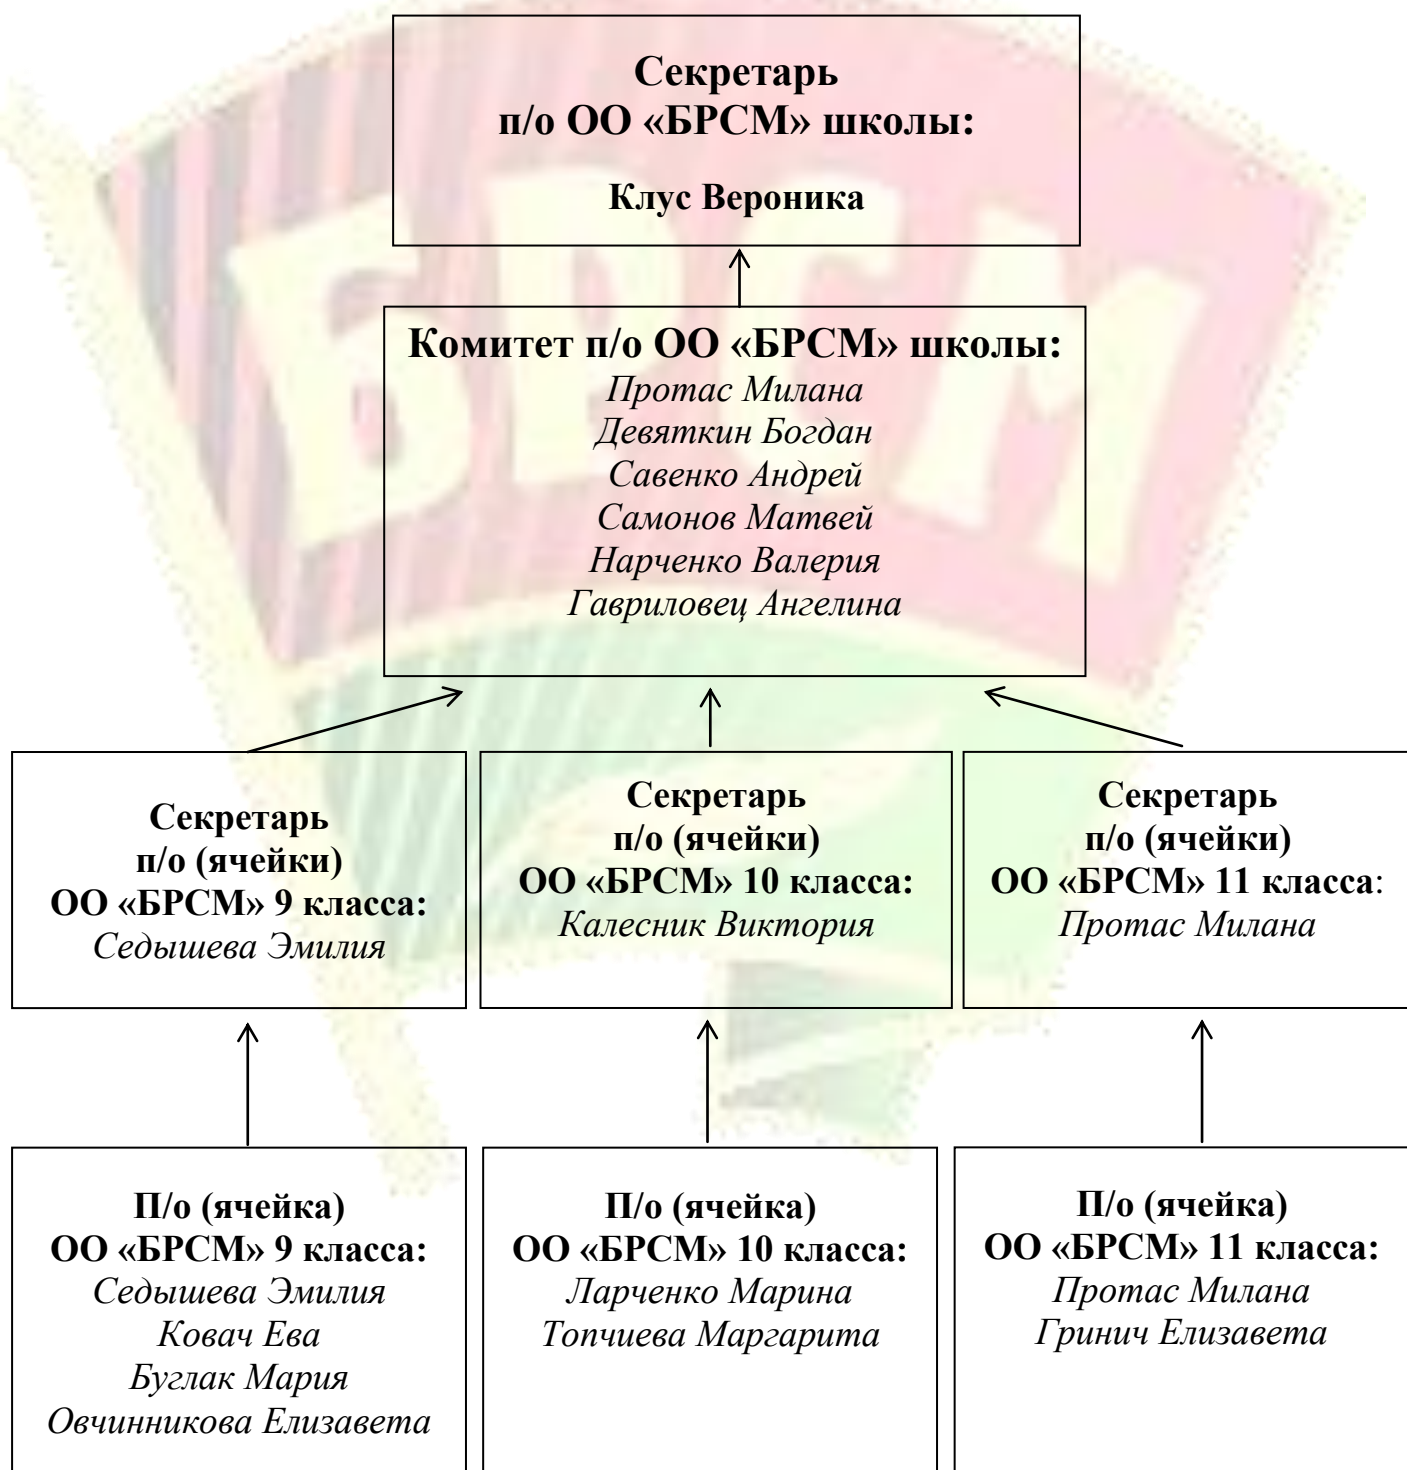 Секретарь
п/о ОО «БРСМ» школы:
Клус Вероника
Комитет п/о ОО «БРСМ» школы:
Протас Милана
Девяткин Богдан
Савенко Андрей
Самонов Матвей
Нарченко Валерия
Гавриловец Ангелина
Секретарь
п/о (ячейки)
ОО «БРСМ» 9 класса:
Седышева Эмилия
Секретарь
п/о (ячейки)
ОО «БРСМ» 10 класса:
Калесник Виктория
Секретарь
п/о (ячейки)
ОО «БРСМ» 11 класса:
Протас Милана
П/о (ячейка)
ОО «БРСМ» 9 класса:
Седышева Эмилия
Ковач Ева
Буглак Мария
Овчинникова Елизавета
П/о (ячейка)
ОО «БРСМ» 10 класса:
Ларченко Марина
Топчиева Маргарита
П/о (ячейка)
ОО «БРСМ» 11 класса:
Протас Милана
Гринич Елизавета
БРСМ